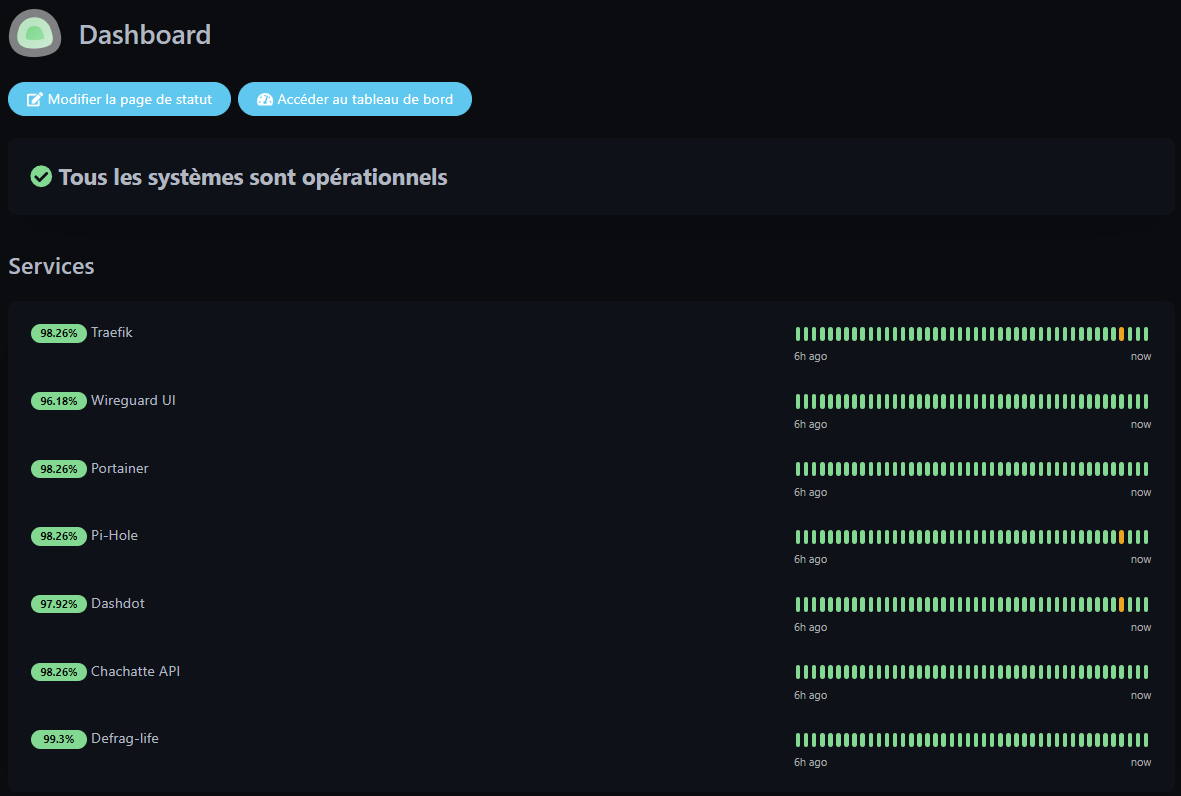 Dashboard
Modifier la page de statut
Accéder au tableau de bord
Tous les systèmes sont opérationnels
Services
98.26% Traefik
6h ago now
96.18% Wireguard UI
6h ago now
98.26% Portainer
6h ago now
98.26% Pi-Hole
6h ago now
97.92% Dashdot
6h ago now
98.26% Chachatte API
6h ago now
99.3% Defrag-life
6h ago now